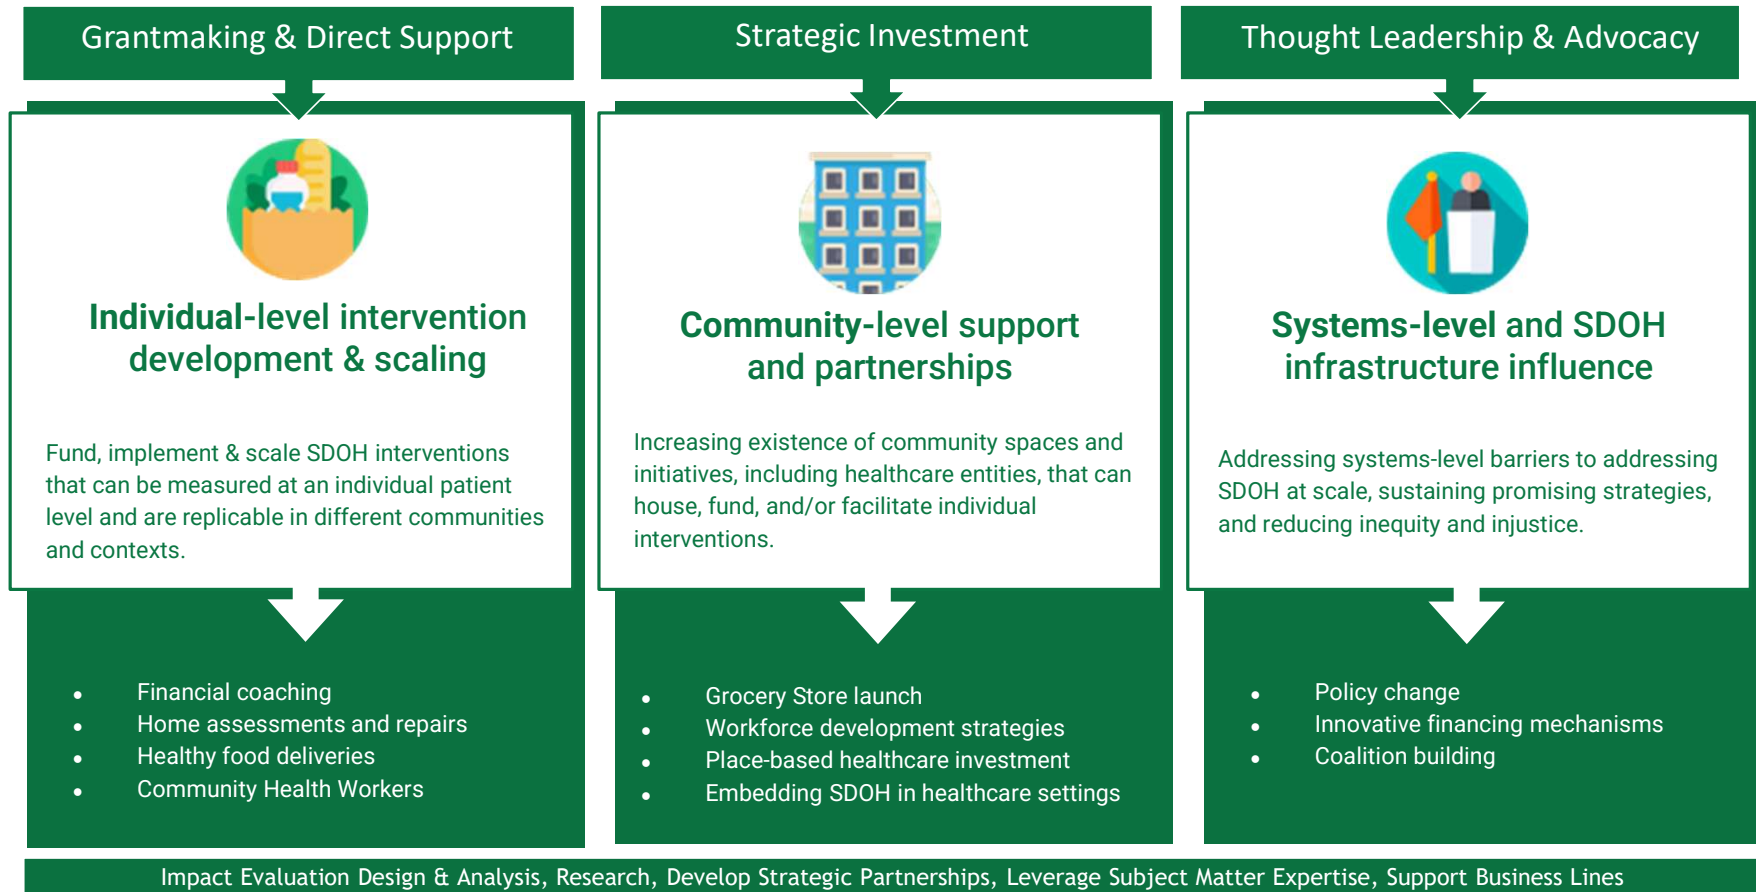 Grantmaking & Direct Support
Individual-level intervention
development & scaling
Fund, implement & scale SDOH interventions
that can be measured at an individual patient
level and are replicable in different communities
and contexts.
• Financial coaching
• Home assessments and repairs
• Healthy food deliveries
• Community Health Workers
Strategic Investment
Community-level support
and partnerships
Increasing existence of community spaces and
initiatives, including healthcare entities, that can
house, fund, and/or facilitate individual
interventions.
• Grocery Store launch
• Workforce development strategies
• Place-based healthcare investment
• Embedding SDOH in healthcare settings
Thought Leadership & Advocacy
Systems-level and SDOH
infrastructure influence
Addressing systems-level barriers to addressing
SDOH at scale, sustaining promising strategies,
and reducing inequity and injustice.
• Policy change
• Innovative financing mechanisms
• Coalition building
Impact Evaluation Design & Analysis, Research, Develop Strategic Partnerships, Leverage Subject Matter Expertise, Support Business Lines